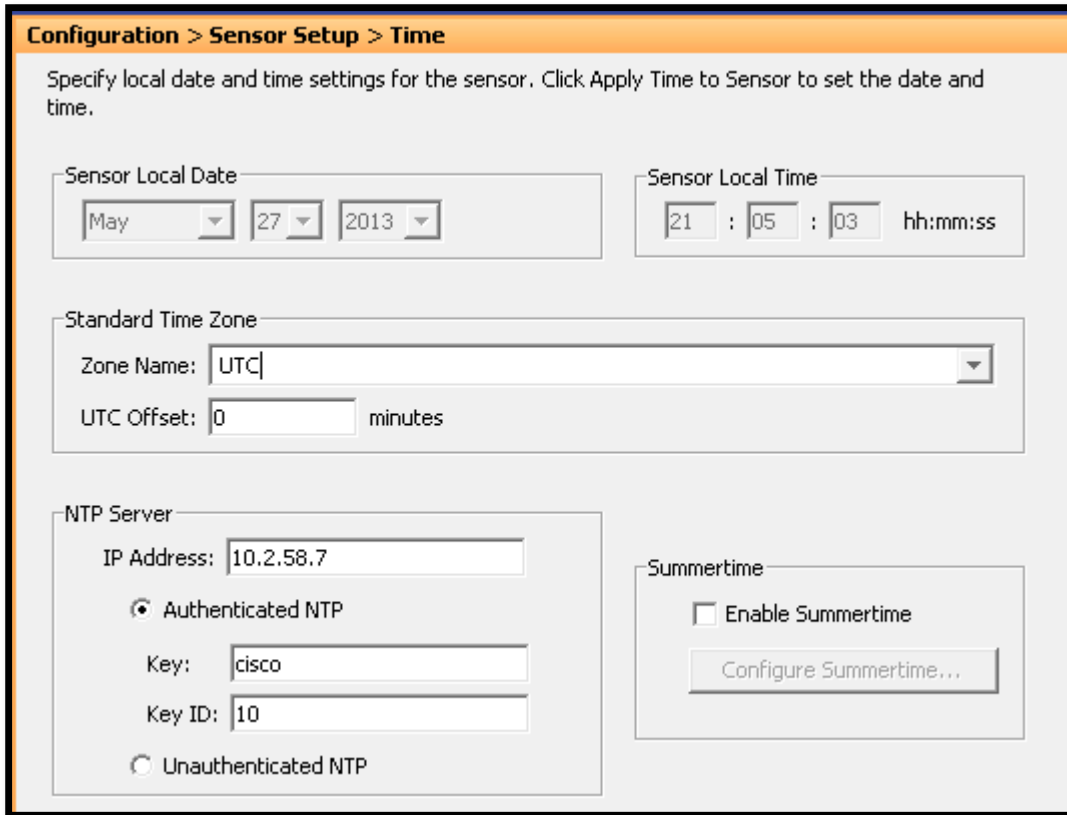 Configuration > Sensor Setup > Time
Specify local date and time settings for the sensor. Click Apply Time to Sensor to set the date and
time.
Sensor Local Date
May 27 2013
Sensor Local Time
21 : 05 : 03 hh:mm:ss
Standard Time Zone
Zone Name: UTC
UTC Offset: 0 minutes
NTP Server
IP Address: 10.2.58.7
Authenticated NTP
Key: cisco
Key ID: 10
Unauthenticated NTP
Summertime
Enable Summertime
Configure Summertime...